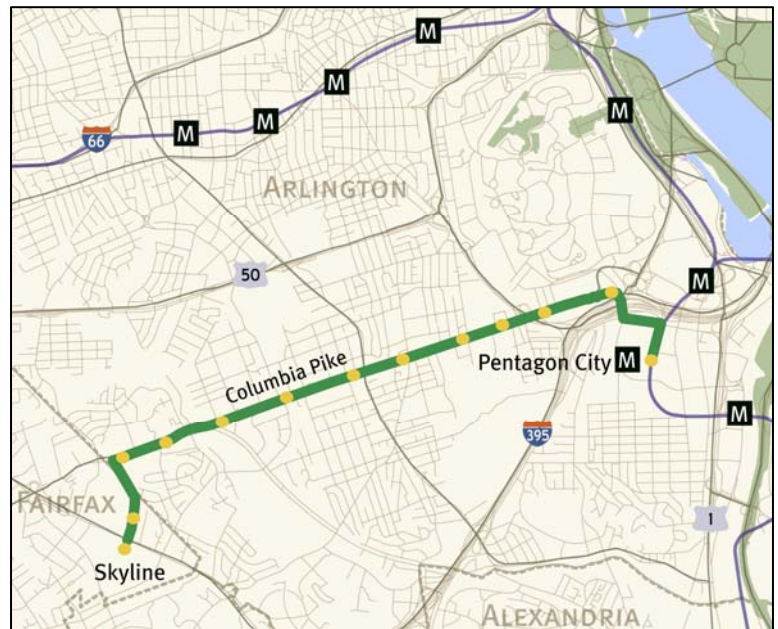 M
M
M
M
M
66
ARLINGTON
50
M
Columbia Pike
Pentagon City M
M
395
FAIRFAX
1
Skyline
ALEXANDRIA